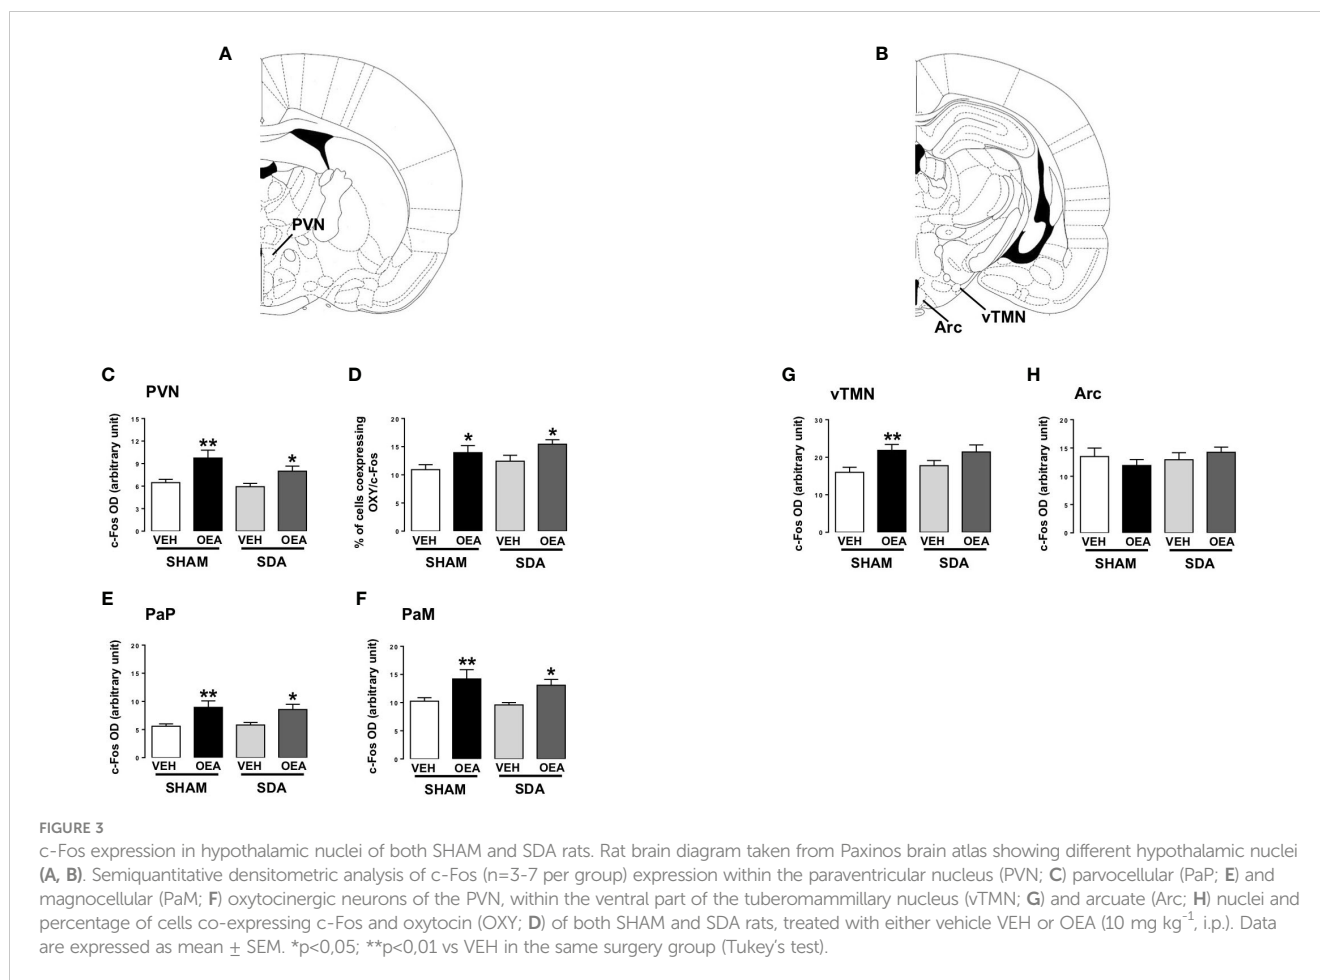 A
B
PVN
Arc
vTMN
C
PVN
c-Fos OD (arbitrary unit)
15
12
9
6
3
0
**
*
VEH OEA VEH OEA
SHAM SDA
D
% of cells coexpressing
OXY/c-Fos
20
15
10
5
0
*
*
VEH OEA VEH OEA
SHAM SDA
G
vTMN
c-Fos OD (arbitrary unit)
30
20
10
0
**
VEH OEA VEH OEA
SHAM SDA
H
Arc
c-Fos OD (arbitrary unit)
20
15
10
5
0
VEH OEA VEH OEA
SHAM SDA
E
PaP
c-Fos OD (arbitrary unit)
20
15
10
5
0
**
*
VEH OEA VEH OEA
SHAM SDA
F
PaM
c-Fos OD (arbitrary unit)
20
15
10
5
0
**
*
VEH OEA VEH OEA
SHAM SDA
FIGURE 3
c-Fos expression in hypothalamic nuclei of both SHAM and SDA rats. Rat brain diagram taken from Paxinos brain atlas showing different hypothalamic nuclei
(A, B). Semiquantitative densitometric analysis of c-Fos (n=3-7 per group) expression within the paraventricular nucleus (PVN; C) parvocellular (PaP; E) and
magnocellular (PaM; F) oxytocinergic neurons of the PVN, within the ventral part of the tuberomammillary nucleus (vTMN; G) and arcuate (Arc; H) nuclei and
percentage of cells co-expressing c-Fos and oxytocin (OXY; D) of both SHAM and SDA rats, treated with either vehicle VEH or OEA (10 mg kg⁻¹, i.p.). Data
are expressed as mean ± SEM. *p<0,05; **p<0,01 vs VEH in the same surgery group (Tukey's test).